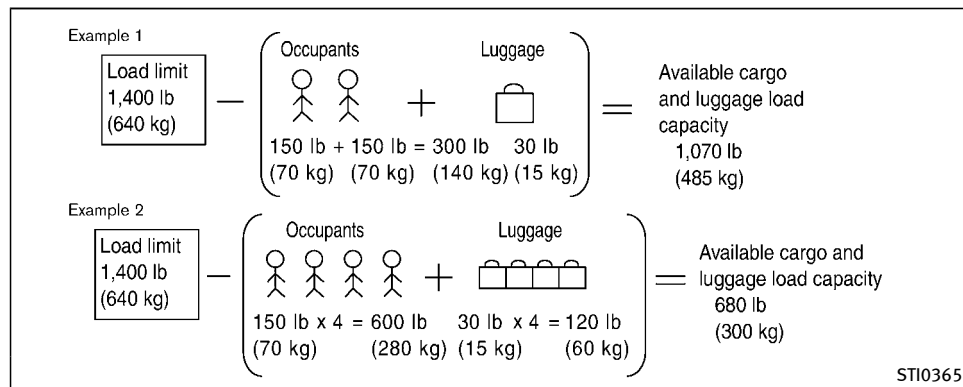 Example 1
Load limit
1,400 lb
(640 kg)
−
Occupants
+
Luggage
150 lb + 150 lb = 300 lb 30 lb
(70 kg) (70 kg) (140 kg) (15 kg)
=
Available cargo
and luggage load
capacity
1,070 lb
(485 kg)
Example 2
Load limit
1,400 lb
(640 kg)
−
Occupants
+
Luggage
150 lb x 4 = 600 lb 30 lb x 4 = 120 lb
(70 kg) (280 kg) (15 kg) (60 kg)
=
Available cargo and
luggage load capacity
680 lb
(300 kg)
STI0365